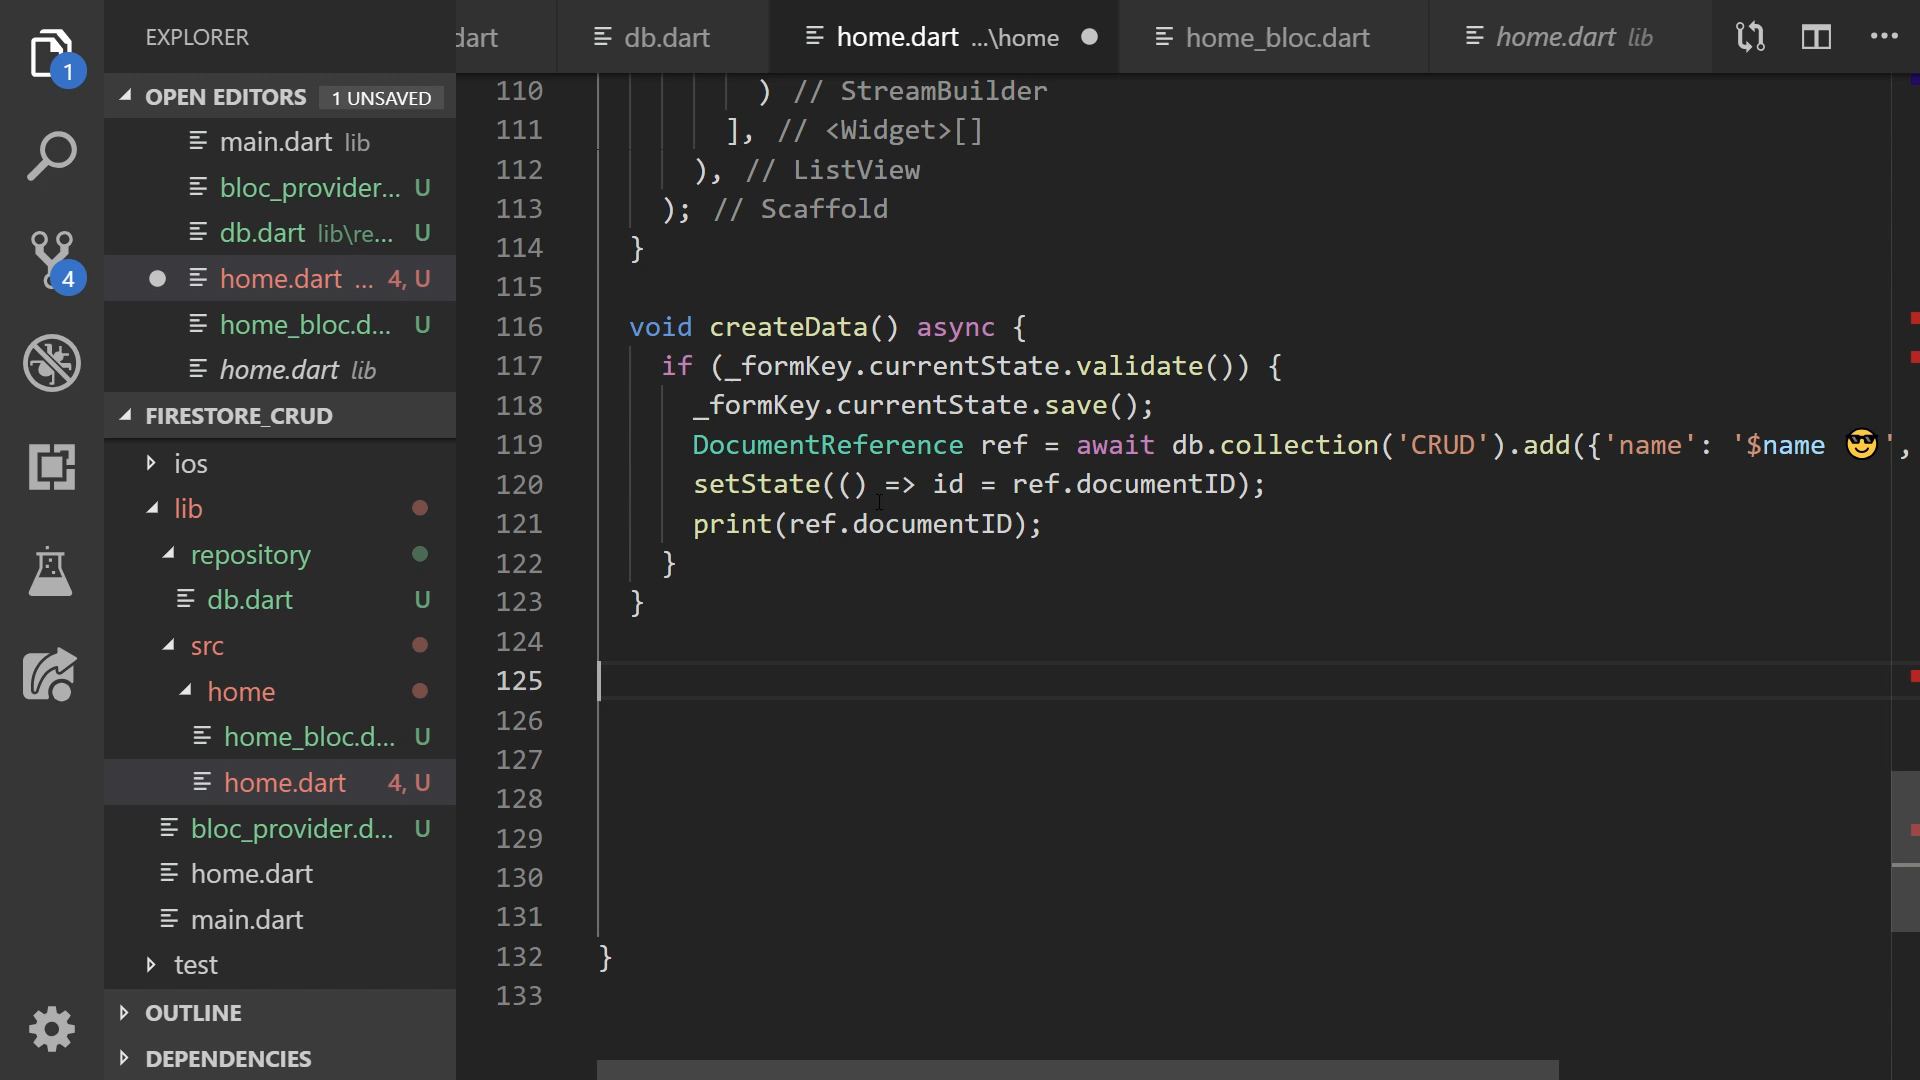 EXPLORER
1
OPEN EDITORS 1 UNSAVED
main.dart lib
bloc_provider... U
db.dart lib\re... U
home.dart ... 4, U
home_bloc.d... U
home.dart lib
4
FIRESTORE_CRUD
ios
lib
repository
db.dart U
src
home
home_bloc.d... U
home.dart 4, U
bloc_provider.d... U
home.dart
main.dart
test
OUTLINE
DEPENDENCIES
dart db.dart home.dart ...\home home_bloc.dart home.dart lib
110 ) // StreamBuilder
111 ], // <Widget>[]
112 ), // ListView
113 ); // Scaffold
114 }
115
116 void createData() async {
117 if (_formKey.currentState.validate()) {
118 _formKey.currentState.save();
119 DocumentReference ref = await db.collection('CRUD').add({'name': '$name 😎',
120 setState(() => id = ref.documentID);
121 print(ref.documentID);
122 }
123 }
124
125
126
127
128
129
130
131
132 }
133